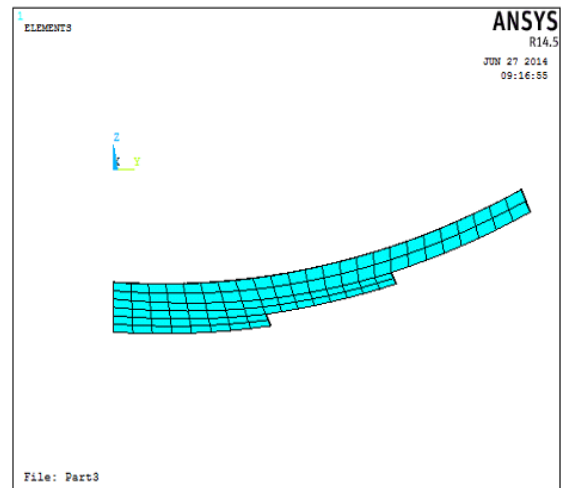 1
ELEMENTS
ANSYS
R14.5
JUN 27 2014
09:16:55
Z
X Y
File: Part3